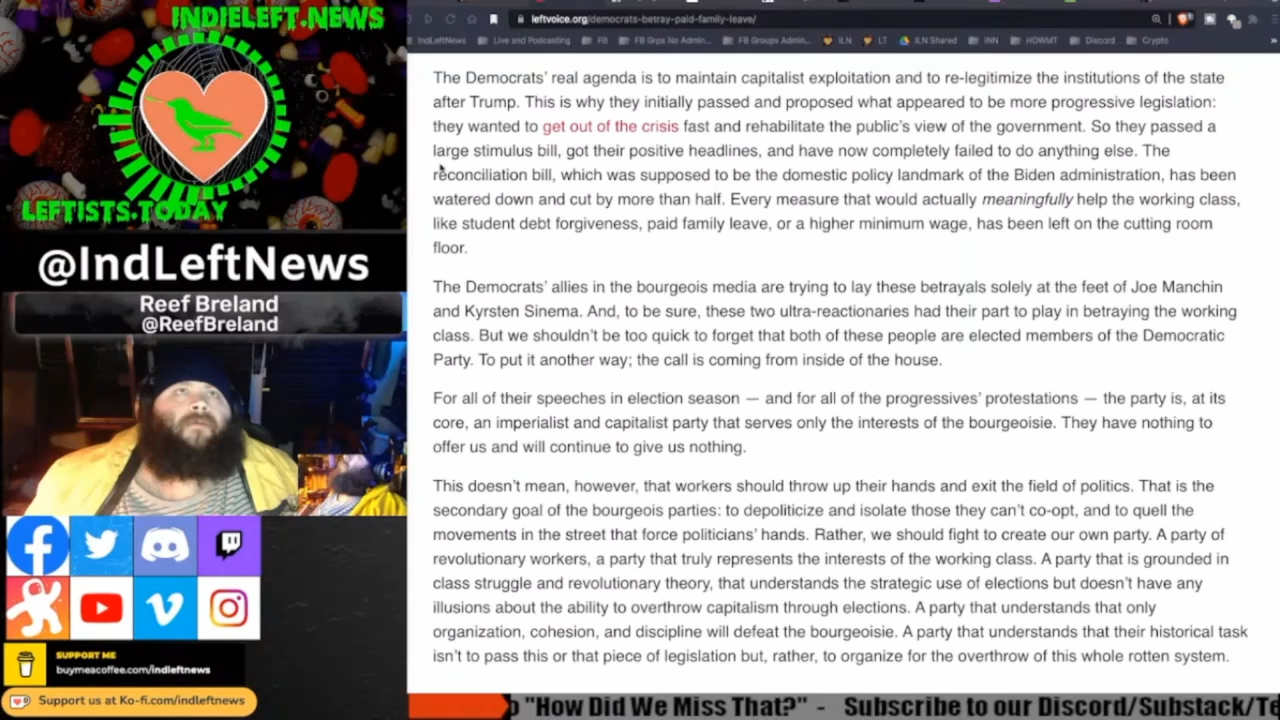 INDIELEFT.NEWS
LEFTISTS.TODAY
@IndLeftNews
Reef Breland
@ReefBreland
SUPPORT ME
buymeacoffee.com/indleftnews
Support us at Ko-fi.com/indleftnews
leftvoice.org/democrats-betray-paid-family-leave/
IndLeftNews Live and Podcasting FB FB Grps No Admin... FB Groups Admin... ILN LT ILN Shared INN HDWMT Discord Crypto »
The Democrats' real agenda is to maintain capitalist exploitation and to re-legitimize the institutions of the state
after Trump. This is why they initially passed and proposed what appeared to be more progressive legislation:
they wanted to get out of the crisis fast and rehabilitate the public's view of the government. So they passed a
large stimulus bill, got their positive headlines, and have now completely failed to do anything else. The
reconciliation bill, which was supposed to be the domestic policy landmark of the Biden administration, has been
watered down and cut by more than half. Every measure that would actually meaningfully help the working class,
like student debt forgiveness, paid family leave, or a higher minimum wage, has been left on the cutting room
floor.
The Democrats' allies in the bourgeois media are trying to lay these betrayals solely at the feet of Joe Manchin
and Kyrsten Sinema. And, to be sure, these two ultra-reactionaries had their part to play in betraying the working
class. But we shouldn't be too quick to forget that both of these people are elected members of the Democratic
Party. To put it another way; the call is coming from inside of the house.
For all of their speeches in election season — and for all of the progressives' protestations — the party is, at its
core, an imperialist and capitalist party that serves only the interests of the bourgeoisie. They have nothing to
offer us and will continue to give us nothing.
This doesn't mean, however, that workers should throw up their hands and exit the field of politics. That is the
secondary goal of the bourgeois parties: to depoliticize and isolate those they can't co-opt, and to quell the
movements in the street that force politicians' hands. Rather, we should fight to create our own party. A party of
revolutionary workers, a party that truly represents the interests of the working class. A party that is grounded in
class struggle and revolutionary theory, that understands the strategic use of elections but doesn't have any
illusions about the ability to overthrow capitalism through elections. A party that understands that only
organization, cohesion, and discipline will defeat the bourgeoisie. A party that understands that their historical task
isn't to pass this or that piece of legislation but, rather, to organize for the overthrow of this whole rotten system.
"How Did We Miss That?" - Subscribe to our Discord/Substack/Te